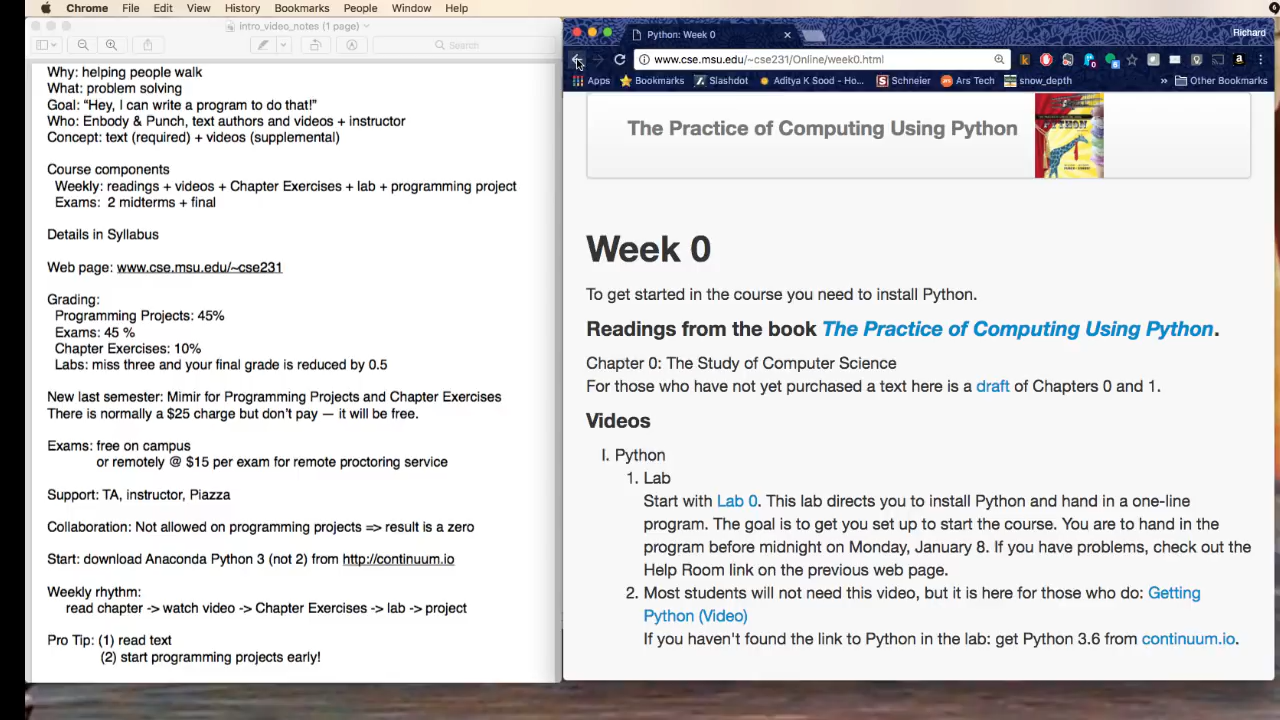 Chrome File Edit View History Bookmarks People Window Help
intro_video_notes (1 page)
Search
Why: helping people walk
What: problem solving
Goal: “Hey, I can write a program to do that!”
Who: Enbody & Punch, text authors and videos + instructor
Concept: text (required) + videos (supplemental)
Course components
Weekly: readings + videos + Chapter Exercises + lab + programming project
Exams: 2 midterms + final
Details in Syllabus
Web page: www.cse.msu.edu/~cse231
Grading:
Programming Projects: 45%
Exams: 45 %
Chapter Exercises: 10%
Labs: miss three and your final grade is reduced by 0.5
New last semester: Mimir for Programming Projects and Chapter Exercises
There is normally a $25 charge but don’t pay — it will be free.
Exams: free on campus
or remotely @ $15 per exam for remote proctoring service
Support: TA, instructor, Piazza
Collaboration: Not allowed on programming projects => result is a zero
Start: download Anaconda Python 3 (not 2) from http://continuum.io
Weekly rhythm:
read chapter -> watch video -> Chapter Exercises -> lab -> project
Pro Tip: (1) read text
(2) start programming projects early!
Python: Week 0
Richard
www.cse.msu.edu/~cse231/Online/week0.html
Apps Bookmarks Slashdot Aditya K Sood - Ho... Schneier Ars Tech snow_depth » Other Bookmarks
The Practice of Computing Using Python
PYTHON
Week 0
To get started in the course you need to install Python.
Readings from the book The Practice of Computing Using Python.
Chapter 0: The Study of Computer Science
For those who have not yet purchased a text here is a draft of Chapters 0 and 1.
Videos
I. Python
1. Lab
Start with Lab 0. This lab directs you to install Python and hand in a one-line
program. The goal is to get you set up to start the course. You are to hand in the
program before midnight on Monday, January 8. If you have problems, check out the
Help Room link on the previous web page.
2. Most students will not need this video, but it is here for those who do: Getting
Python (Video)
If you haven't found the link to Python in the lab: get Python 3.6 from continuum.io.